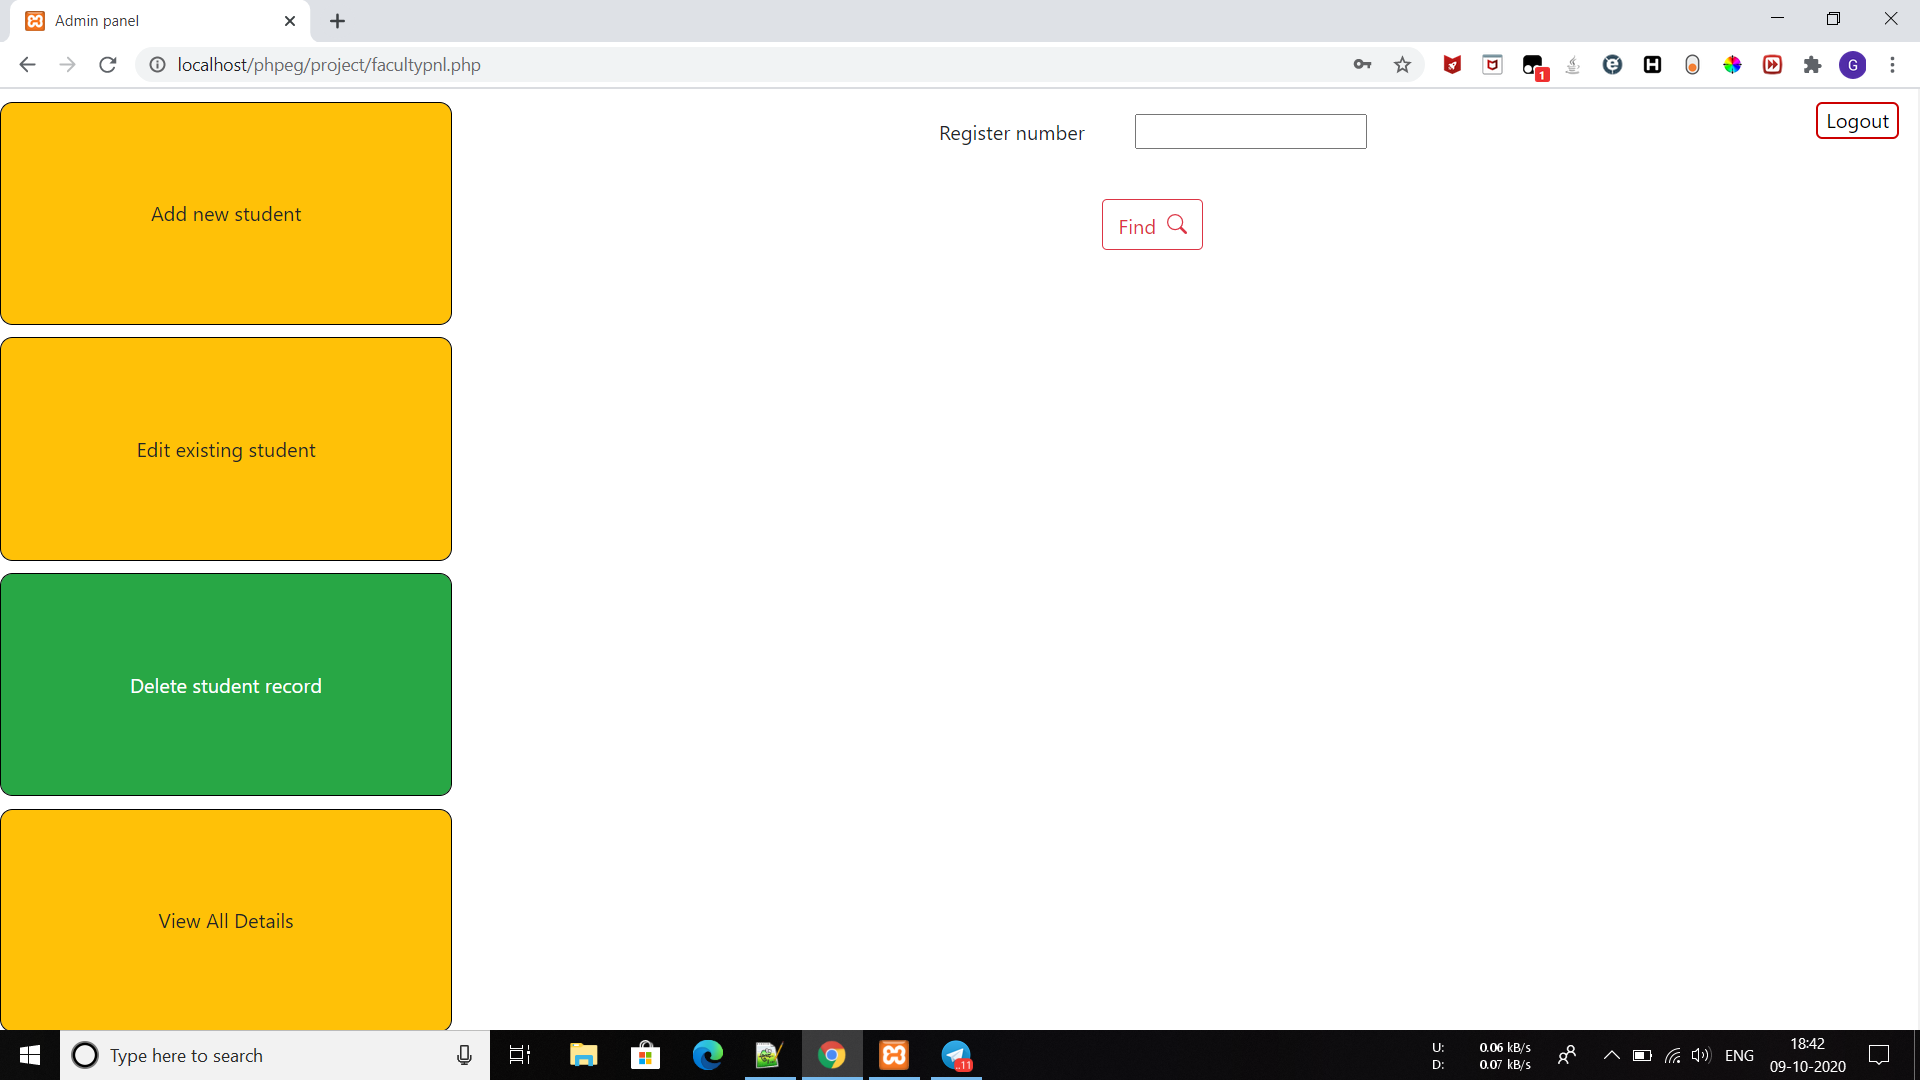 Admin panel
localhost/phpeg/project/facultypnl.php
1
G
Add new student
Register number
Logout
Find
Edit existing student
Delete student record
View All Details
Type here to search
..11
U: 0.06 kB/s
D: 0.07 kB/s
ENG
18:42
09-10-2020